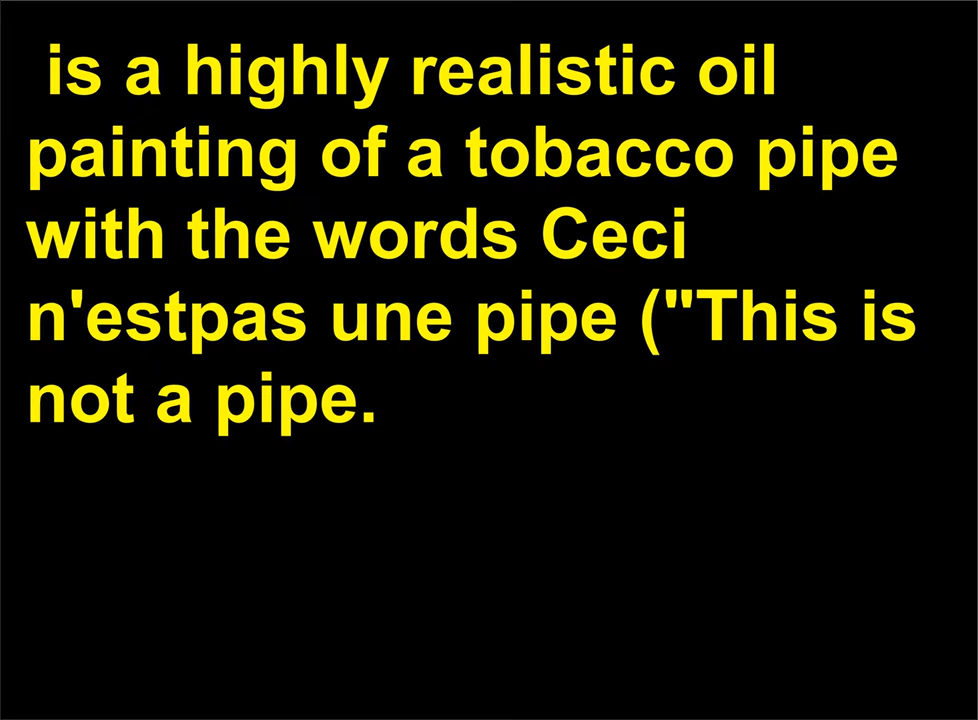 is a highly realistic oil
painting of a tobacco pipe
with the words Ceci
n'estpas une pipe ("This is
not a pipe.